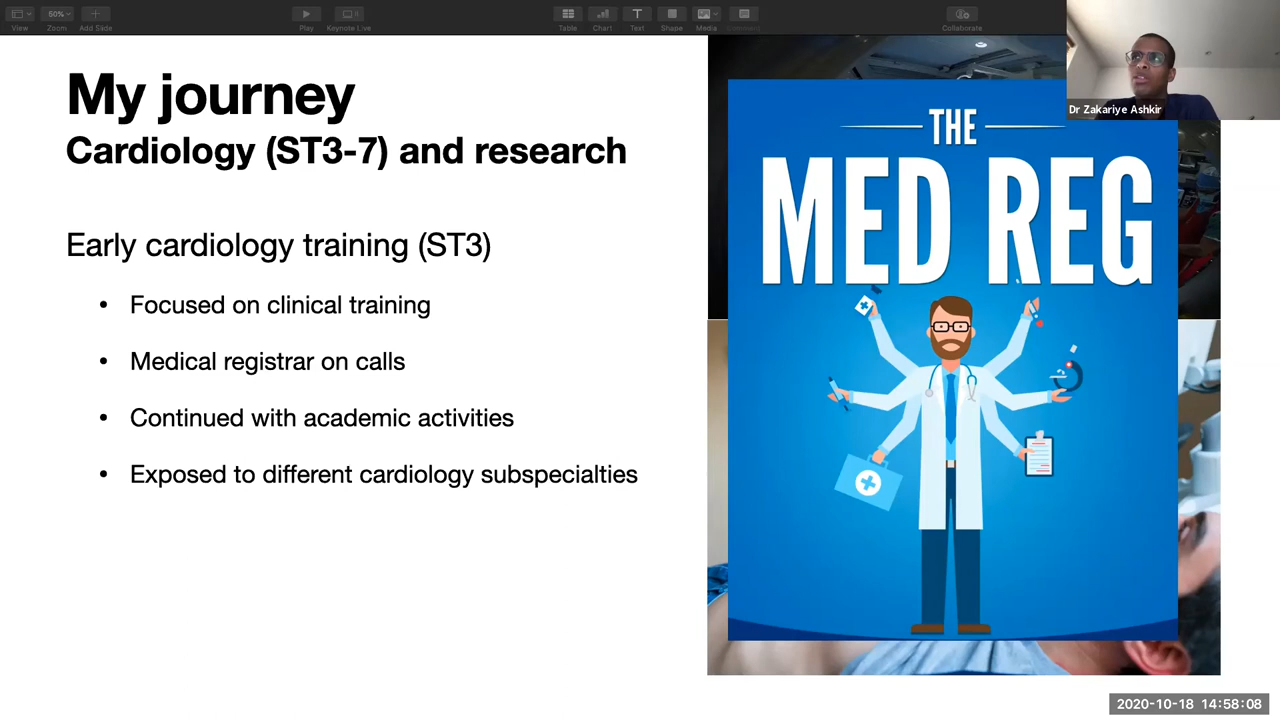 View
50%
Zoom
Add Slide
Play
Keynote Live
Table
Chart
Text
Shape
Media
Comment
Collaborate
My journey
Cardiology (ST3-7) and research
Early cardiology training (ST3)
• Focused on clinical training
• Medical registrar on calls
• Continued with academic activities
• Exposed to different cardiology subspecialties
THE
MED REG
Dr Zakariye Ashkir
2020-10-18 14:58:08